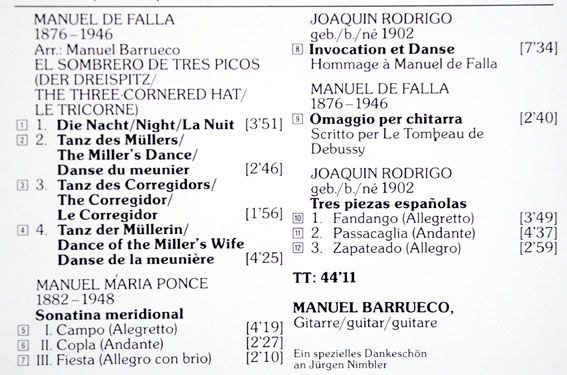 MANUEL DE FALLA
1876–1946
Arr.: Manuel Barrueco
EL SOMBRERO DE TRES PICOS
(DER DREISPITZ/
THE THREE-CORNERED HAT/
LE TRICORNE)
1 1. Die Nacht/Night/La Nuit [3'51]
2 2. Tanz des Müllers/
The Miller's Dance/
Danse du meunier [2'46]
3 3. Tanz des Corregidors/
The Corregidor/
Le Corregidor [1'56]
4 4. Tanz der Müllerin/
Dance of the Miller's Wife
Danse de la meunière [4'25]
MANUEL MARIA PONCE
1882–1948
Sonatina meridional
5 I. Campo (Alegretto) [4'19]
6 II. Copla (Andante) [2'27]
7 III. Fiesta (Allegro con brio) [2'10]
JOAQUIN RODRIGO
geb./b./né 1902
8 Invocation et Danse [7'34]
Hommage à Manuel de Falla
MANUEL DE FALLA
1876–1946
9 Omaggio per chitarra [2'40]
Scritto per Le Tombeau de
Debussy
JOAQUIN RODRIGO
geb./b./né 1902
Tres piezas españolas
10 1. Fandango (Allegretto) [3'49]
11 2. Passacaglia (Andante) [4'37]
12 3. Zapateado (Allegro) [2'59]
TT: 44'11
MANUEL BARRUECO,
Gitarre/guitar/guitare
Ein spezielles Dankeschön
an Jürgen Nimbler